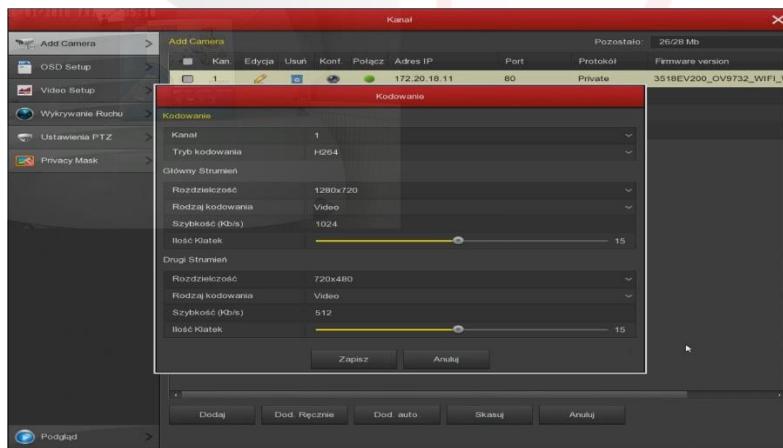 Kanał
Add Camera
OSD Setup
Video Setup
Wykrywanie Ruchu
Ustawienia PTZ
Privacy Mask
Podgląd
Add Camera Pozostało: 26/28 Mb
Kan. Edycja Usuń Konf. Połącz Adres IP Port Protokół Firmware version
1... 172.20.18.11 80 Private 3518EV200_OV9732_WIFI_
Kodowanie
Kodowanie
Kanał 1
Tryb kodowania H264
Główny Strumień
Rozdzielczość 1280x720
Rodzaj kodowania Video
Szybkość (Kb/s) 1024
Ilość Klatek 15
Drugi Strumień
Rozdzielczość 720x480
Rodzaj kodowania Video
Szybkość (Kb/s) 512
Ilość Klatek 15
Zapisz Anuluj
Dodaj Dod. Ręcznie Dod. auto Skasuj Anuluj